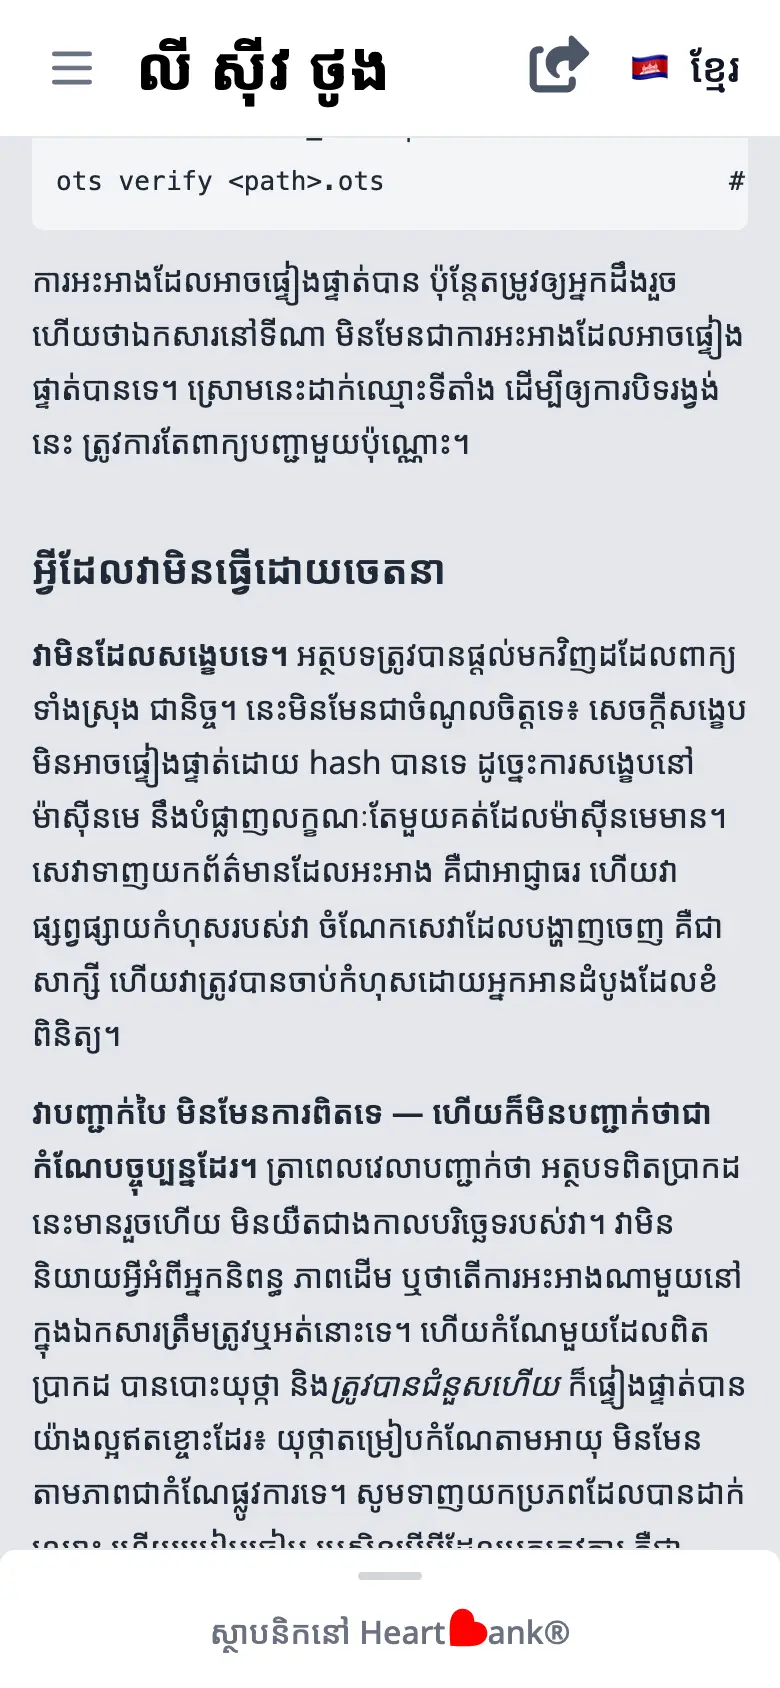 លី ស៊ីវ ថូង
ខ្មែរ
ots verify <path>.ots #
ការអះអាងដែលអាចផ្ទៀងផ្ទាត់បាន ប៉ុន្តែតម្រូវឲ្យអ្នកដឹងរួច
ហើយថាឯកសារនៅទីណា មិនមែនជាការអះអាងដែលអាចផ្ទៀង
ផ្ទាត់បានទេ។ ស្រោមនេះដាក់ឈ្មោះទីតាំង ដើម្បីឲ្យការបិទរង្វង់
នេះ ត្រូវការតែពាក្យបញ្ជាមួយប៉ុណ្ណោះ។
អ្វីដែលវាមិនធ្វើដោយចេតនា
វាមិនដែលសង្ខេបទេ។ អត្ថបទត្រូវបានផ្តល់មកវិញដដែលពាក្យ
ទាំងស្រុង ជានិច្ច។ នេះមិនមែនជាចំណូលចិត្តទេ៖ សេចក្តីសង្ខេប
មិនអាចផ្ទៀងផ្ទាត់ដោយ hash បានទេ ដូច្នេះការសង្ខេបនៅ
ម៉ាស៊ីនមេ នឹងបំផ្លាញលក្ខណៈតែមួយគត់ដែលម៉ាស៊ីនមេមាន។
សេវាទាញយកព័ត៌មានដែលអះអាង គឺជាអាជ្ញាធរ ហើយវា
ផ្សព្វផ្សាយកំហុសរបស់វា ចំណែកសេវាដែលបង្ហាញចេញ គឺជា
សាក្សី ហើយវាត្រូវបានចាប់កំហុសដោយអ្នកអានដំបូងដែលខំ
ពិនិត្យ។
វាបញ្ជាក់បៃ មិនមែនការពិតទេ — ហើយក៏មិនបញ្ជាក់ថាជា
កំណែបច្ចុប្បន្នដែរ។ ត្រាពេលវេលាបញ្ជាក់ថា អត្ថបទពិតប្រាកដ
នេះមានរួចហើយ មិនយឺតជាងកាលបរិច្ឆេទរបស់វា។ វាមិន
និយាយអ្វីអំពីអ្នកនិពន្ធ ភាពដើម ឬថាតើការអះអាងណាមួយនៅ
ក្នុងឯកសារត្រឹមត្រូវឬអត់នោះទេ។ ហើយកំណែមួយដែលពិត
ប្រាកដ បានបោះយុថ្កា និងត្រូវបានជំនួសហើយ ក៏ផ្ទៀងផ្ទាត់បាន
យ៉ាងល្អឥតខ្ចោះដែរ៖ យុថ្កាតម្រៀបកំណែតាមអាយុ មិនមែន
តាមភាពជាកំណែផ្លូវការទេ។ សូមទាញយកប្រភពដែលបានដាក់
ស្ថាបនិកនៅ Heart ank®